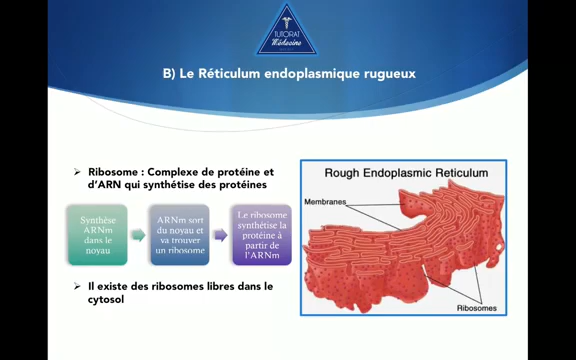 TUTORAT
Médecine
B) Le Réticulum endoplasmique rugueux
Ribosome : Complexe de protéine et
d'ARN qui synthétise des protéines
Synthèse
ARNm
dans le
noyau
ARNm sort
du noyau et
va trouver
un ribosome
Le ribosome
synthétise la
protéine à
partir de
l'ARNm
Il existe des ribosomes libres dans le
cytosol
Rough Endoplasmic Reticulum
Membranes
Ribosomes